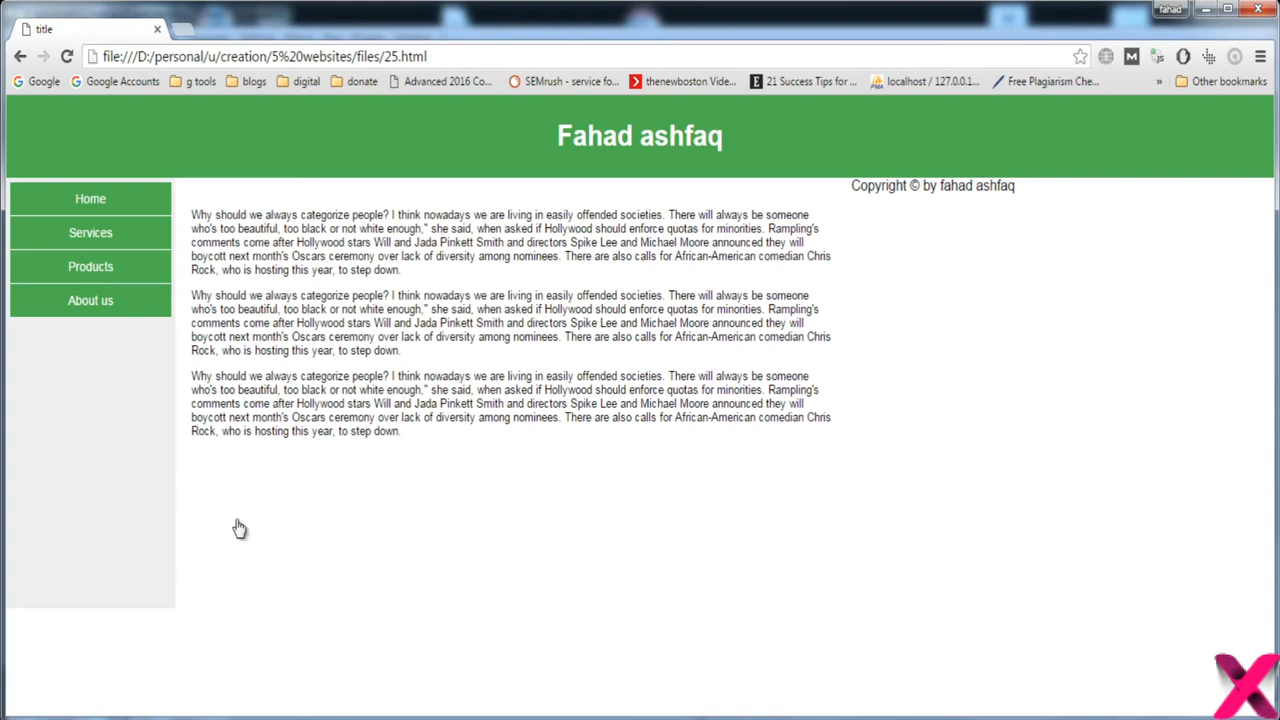 fahad
title
file:///D:/personal/u/creation/5%20websites/files/25.html
Google
Google Accounts
g tools
blogs
digital
donate
Advanced 2016 Co...
SEMrush - service fo...
thenewboston Vide...
21 Success Tips for ...
localhost / 127.0.0.1...
Free Plagiarism Che...
»
Other bookmarks
Fahad ashfaq
Home
Services
Products
About us
Why should we always categorize people? I think nowadays we are living in easily offended societies. There will always be someone
who's too beautiful, too black or not white enough," she said, when asked if Hollywood should enforce quotas for minorities. Rampling's
comments come after Hollywood stars Will and Jada Pinkett Smith and directors Spike Lee and Michael Moore announced they will
boycott next month's Oscars ceremony over lack of diversity among nominees. There are also calls for African-American comedian Chris
Rock, who is hosting this year, to step down.
Why should we always categorize people? I think nowadays we are living in easily offended societies. There will always be someone
who's too beautiful, too black or not white enough," she said, when asked if Hollywood should enforce quotas for minorities. Rampling's
comments come after Hollywood stars Will and Jada Pinkett Smith and directors Spike Lee and Michael Moore announced they will
boycott next month's Oscars ceremony over lack of diversity among nominees. There are also calls for African-American comedian Chris
Rock, who is hosting this year, to step down.
Why should we always categorize people? I think nowadays we are living in easily offended societies. There will always be someone
who's too beautiful, too black or not white enough," she said, when asked if Hollywood should enforce quotas for minorities. Rampling's
comments come after Hollywood stars Will and Jada Pinkett Smith and directors Spike Lee and Michael Moore announced they will
boycott next month's Oscars ceremony over lack of diversity among nominees. There are also calls for African-American comedian Chris
Rock, who is hosting this year, to step down.
Copyright © by fahad ashfaq